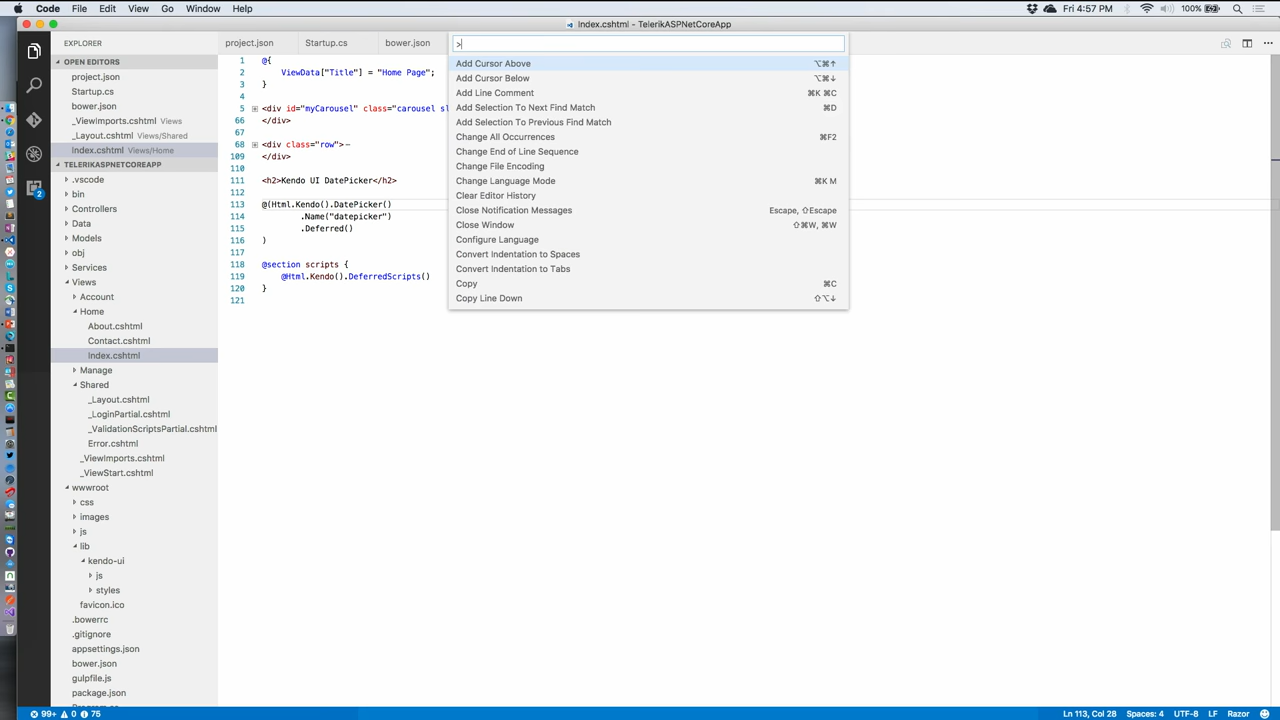 Code File Edit View Go Window Help
Fri 4:57 PM 100%
Index.cshtml - TelerikASPNetCoreApp
EXPLORER
OPEN EDITORS
project.json
Startup.cs
bower.json
_ViewImports.cshtml Views
_Layout.cshtml Views/Shared
Index.cshtml Views/Home
TELERIKASPNETCOREAPP
.vscode
bin
Controllers
Data
Models
obj
Services
Views
Account
Home
About.cshtml
Contact.cshtml
Index.cshtml
Manage
Shared
_Layout.cshtml
_LoginPartial.cshtml
_ValidationScriptsPartial.cshtml
Error.cshtml
_ViewImports.cshtml
_ViewStart.cshtml
wwwroot
css
images
js
lib
kendo-ui
js
styles
favicon.ico
.bowerrc
.gitignore
appsettings.json
bower.json
gulpfile.js
package.json
2
project.json Startup.cs bower.json
1 @{
2 ViewData["Title"] = "Home Page";
3 }
4
5 <div id="myCarousel" class="carousel sl
66 </div>
67
68 <div class="row">
109 </div>
110
111 <h2>Kendo UI DatePicker</h2>
112
113 @(Html.Kendo().DatePicker()
114 .Name("datepicker")
115 .Deferred()
116 )
117
118 @section scripts {
119 @Html.Kendo().DeferredScripts()
120 }
121
>
Add Cursor Above ⌥⌘↑
Add Cursor Below ⌥⌘↓
Add Line Comment ⌘K ⌘C
Add Selection To Next Find Match ⌘D
Add Selection To Previous Find Match
Change All Occurrences ⌘F2
Change End of Line Sequence
Change File Encoding
Change Language Mode ⌘K M
Clear Editor History
Close Notification Messages Escape, ⇧Escape
Close Window ⇧⌘W, ⌘W
Configure Language
Convert Indentation to Spaces
Convert Indentation to Tabs
Copy ⌘C
Copy Line Down ⇧⌥↓
99+ 0 75
Ln 113, Col 28 Spaces: 4 UTF-8 LF Razor